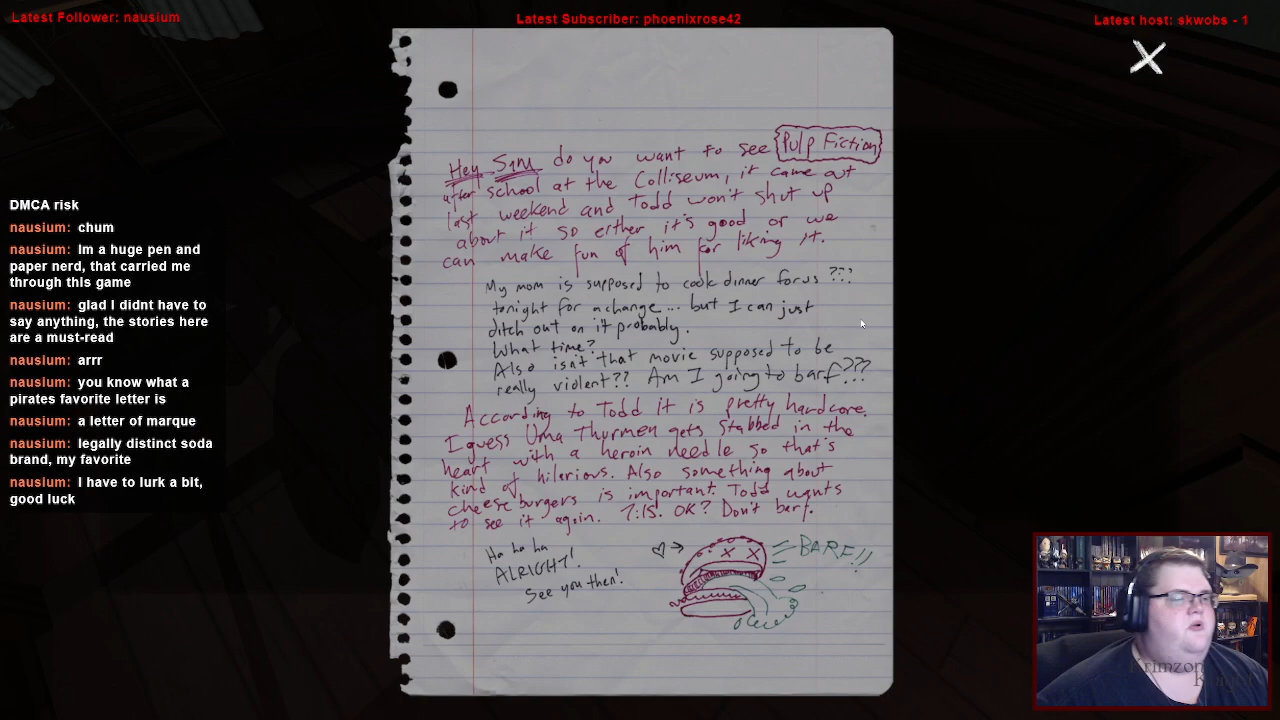 Latest Follower: nausium
Latest Subscriber: phoenixrose42
Latest host: skwobs - 1
DMCA risk
nausium: chum
nausium: Im a huge pen and
paper nerd, that carried me
through this game
nausium: glad I didnt have to
say anything, the stories here
are a must-read
nausium: arrr
nausium: you know what a
pirates favorite letter is
nausium: a letter of marque
nausium: legally distinct soda
brand, my favorite
nausium: I have to lurk a bit,
good luck
Hey Sam do you want to see Pulp Fiction
after school at the Colliseum, it came out
last weekend and Todd won't shut up
about it so either it's good or we
can make fun of him for liking it.
My mom is supposed to cook dinner for us ???
tonight for a change... but I can just
ditch out on it probably.
What time?
Also isn't that movie supposed to be
really violent?? Am I going to barf???
According to Todd it is pretty hardcore.
I guess Uma Thurmen gets stabbed in the
heart with a heroin needle so that's
kind of hilarious. Also something about
cheeseburgers is important. Todd wants
to see it again. 7:15. OK? Don't barf.
Ha ha ha
ALRIGHT!
See you then!
BARF!!